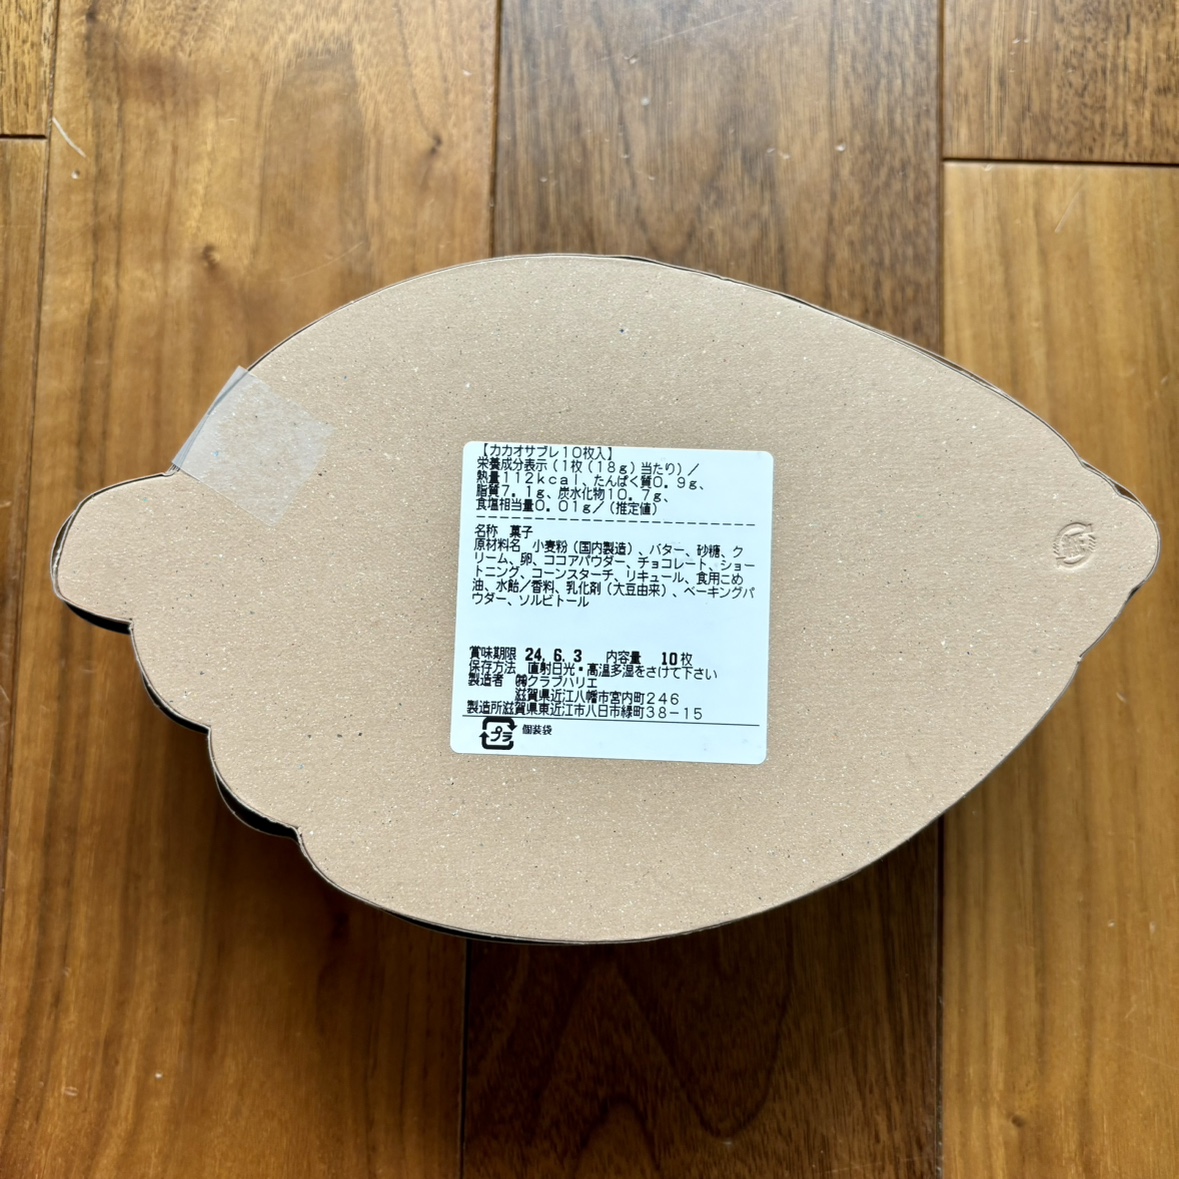 【カカオサブレ10枚入】
栄養成分表示(1枚(18g)当たり)／
熱量112kcal、たんぱく質0.9g、
脂質7.1g、炭水化物10.7g、
食塩相当量0.01g/(推定値)
名称 菓子
原材料名 小麦粉(国内製造)、バター、砂糖、ク
リーム、卵、ココアパウダー、チョコレート、ショー
トニング、コーンスターチ、リキュール、食用こめ
油、水飴／香料、乳化剤(大豆由来)、ベーキングパ
ウダー、ソルビトール
賞味期限 24.6.3 内容量 10枚
保存方法 直射日光・高温多湿をさけて下さい
製造者 ㈱クラブハリエ
滋賀県近江八幡市宮内町246
製造所滋賀県東近江市八日市緑町38-15
プラ 個装袋